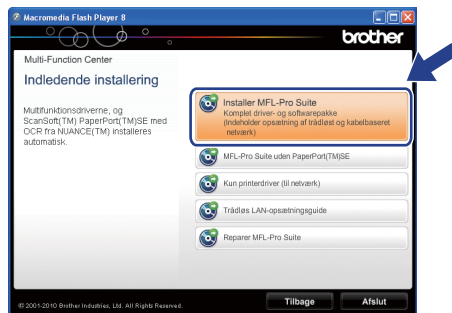 Macromedia Flash Player 8
brother
Multi-Function Center
Indledende installering
Multifunktionsdriverne, og
ScanSoft(TM) PaperPort(TM)SE med
OCR fra NUANCE(TM) installeres
automatisk.
Installer MFL-Pro Suite
Komplet driver- og softwarepakke
(Indeholder opsætning af trådløst og kabelbaseret
netværk)
MFL-Pro Suite uden PaperPort(TM)SE
Kun printerdriver (til netværk)
Trådløs LAN-opsætningsguide
Reparer MFL-Pro Suite
© 2001-2010 Brother Industries, Ltd. All Rights Reserved.
Tilbage
Afslut